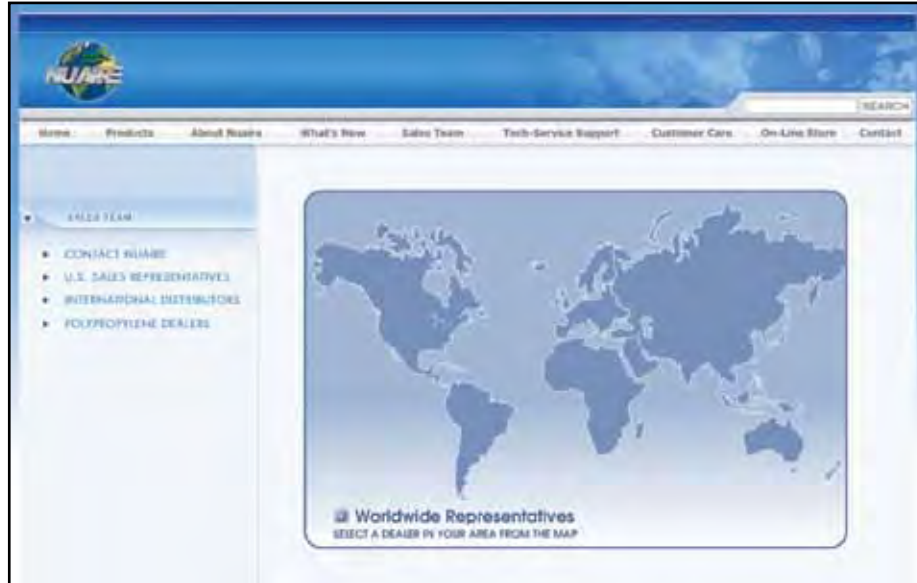 NUAIRE
SEARCH
Home Products About Nuaire What's New Sales Team Tech-Service Support Customer Care On-Line Store Contact
SALES TEAM
CONTACT NUAIRE
U.S. SALES REPRESENTATIVES
INTERNATIONAL DISTRIBUTORS
POLYPROPYLENE DEALERS
Worldwide Representatives
SELECT A DEALER IN YOUR AREA FROM THE MAP